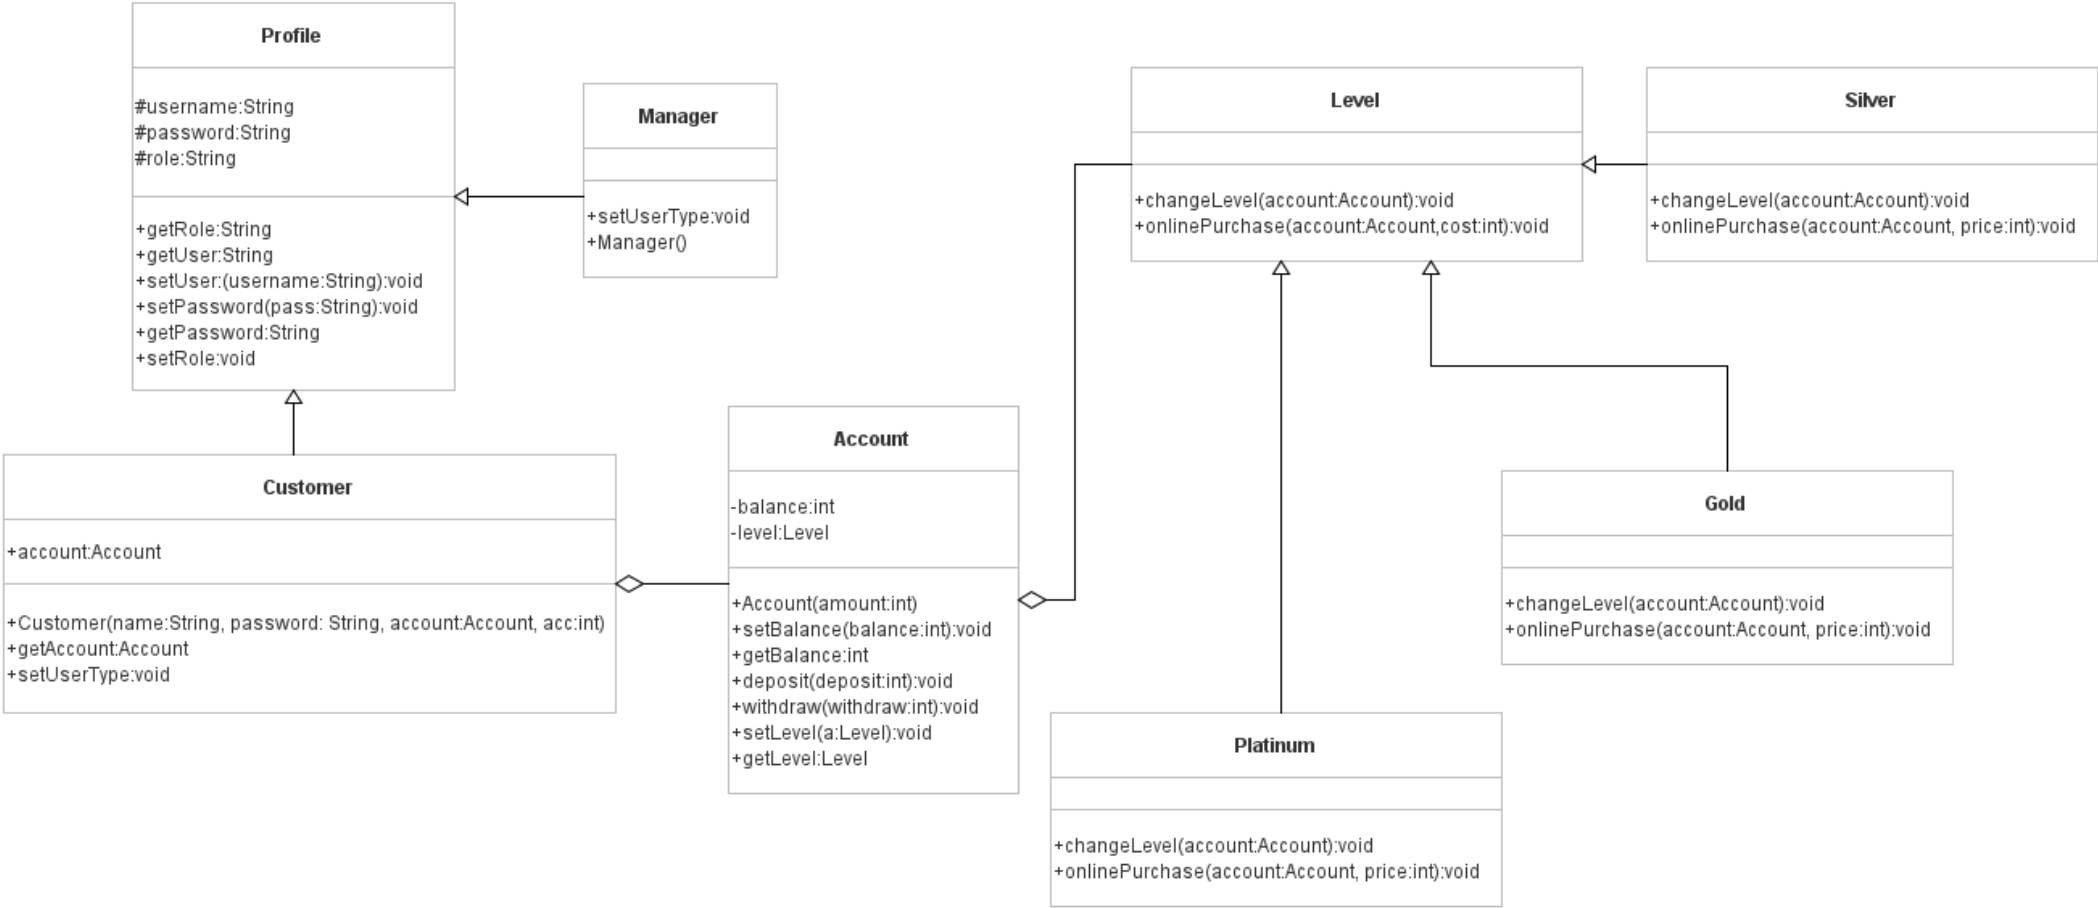 Profile
#username:String
#password:String
#role:String
+getRole:String
+getUser:String
+setUser:(username:String):void
+setPassword(pass:String):void
+getPassword:String
+setRole:void
Manager
+setUserType:void
+Manager()
Level
+changeLevel(account:Account):void
+onlinePurchase(account:Account,cost:int):void
Silver
+changeLevel(account:Account):void
+onlinePurchase(account:Account, price:int):void
Customer
+account:Account
+Customer(name:String, password: String, account:Account, acc:int)
+getAccount:Account
+setUserType:void
Account
-balance:int
-level:Level
+Account(amount:int)
+setBalance(balance:int):void
+getBalance:int
+deposit(deposit:int):void
+withdraw(withdraw:int):void
+setLevel(a:Level):void
+getLevel:Level
Gold
+changeLevel(account:Account):void
+onlinePurchase(account:Account, price:int):void
Platinum
+changeLevel(account:Account):void
+onlinePurchase(account:Account, price:int):void